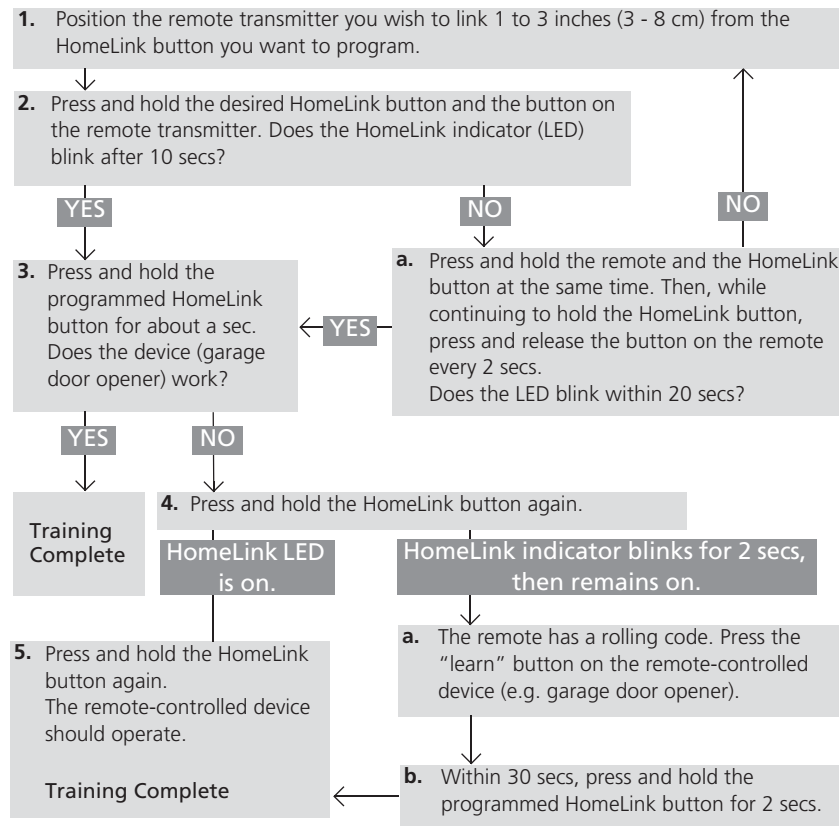 1. Position the remote transmitter you wish to link 1 to 3 inches (3 - 8 cm) from the
HomeLink button you want to program.
2. Press and hold the desired HomeLink button and the button on
the remote transmitter. Does the HomeLink indicator (LED)
blink after 10 secs?
YES
NO
NO
3. Press and hold the
programmed HomeLink
button for about a sec.
Does the device (garage
door opener) work?
YES
a. Press and hold the remote and the HomeLink
button at the same time. Then, while
continuing to hold the HomeLink button,
press and release the button on the remote
every 2 secs.
Does the LED blink within 20 secs?
YES
NO
Training
Complete
4. Press and hold the HomeLink button again.
HomeLink LED
is on.
HomeLink indicator blinks for 2 secs,
then remains on.
5. Press and hold the HomeLink
button again.
The remote-controlled device
should operate.
Training Complete
a. The remote has a rolling code. Press the
“learn” button on the remote-controlled
device (e.g. garage door opener).
b. Within 30 secs, press and hold the
programmed HomeLink button for 2 secs.